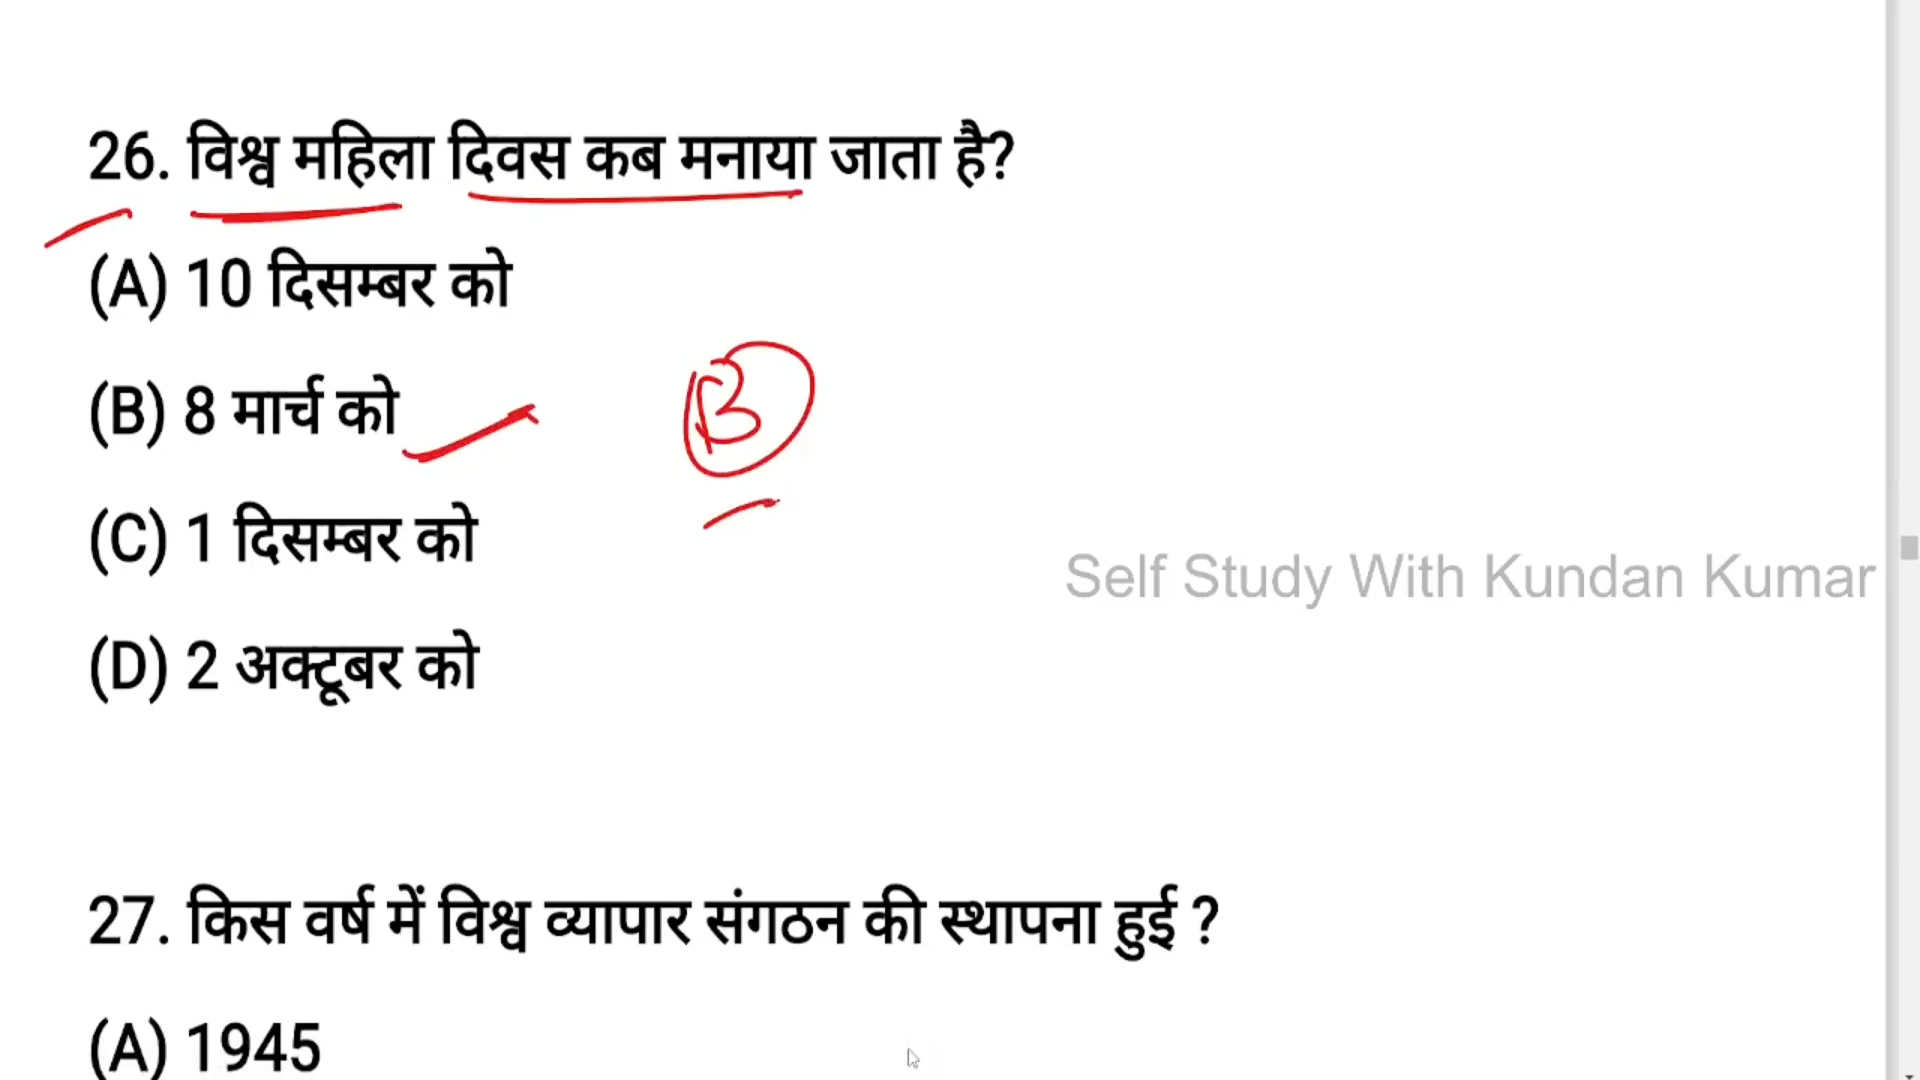 26. विश्व महिला दिवस कब मनाया जाता है?
(A) 10 दिसम्बर को
(B) 8 मार्च को
B
(C) 1 दिसम्बर को
Self Study With Kundan Kumar
(D) 2 अक्टूबर को
27. किस वर्ष में विश्व व्यापार संगठन की स्थापना हुई ?
(A) 1945